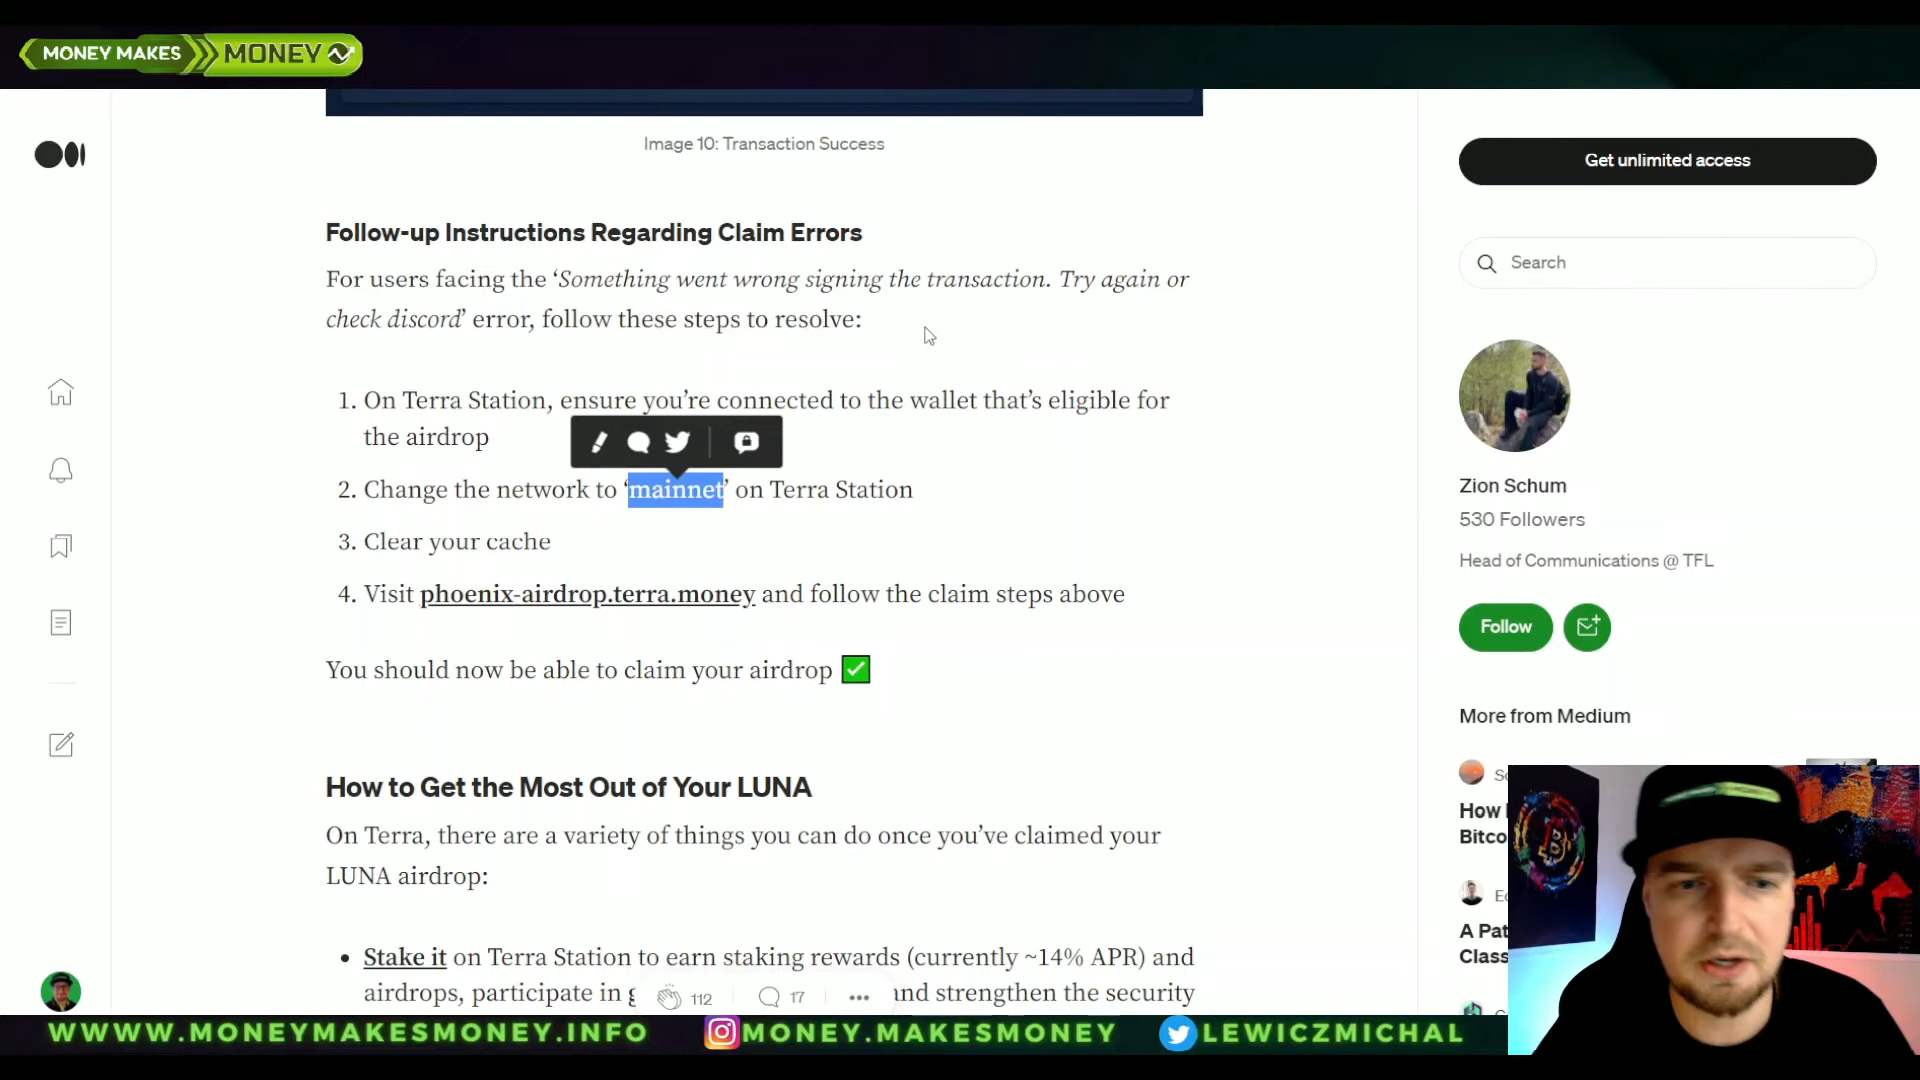 MONEY MAKES MONEY
Image 10: Transaction Success
Get unlimited access
Search
Follow-up Instructions Regarding Claim Errors
For users facing the ‘Something went wrong signing the transaction. Try again or
check discord’ error, follow these steps to resolve:
1. On Terra Station, ensure you’re connected to the wallet that’s eligible for
the airdrop
2. Change the network to ‘mainnet’ on Terra Station
3. Clear your cache
4. Visit phoenix-airdrop.terra.money and follow the claim steps above
You should now be able to claim your airdrop ✅
Zion Schum
530 Followers
Head of Communications @ TFL
Follow
More from Medium
How
Bitco
A Pat
Class
How to Get the Most Out of Your LUNA
On Terra, there are a variety of things you can do once you’ve claimed your
LUNA airdrop:
• Stake it on Terra Station to earn staking rewards (currently ~14% APR) and
airdrops, participate in
and strengthen the security
112
17
WWWW.MONEYMAKESMONEY.INFO
MONEY.MAKESMONEY
LEWICZMICHAL